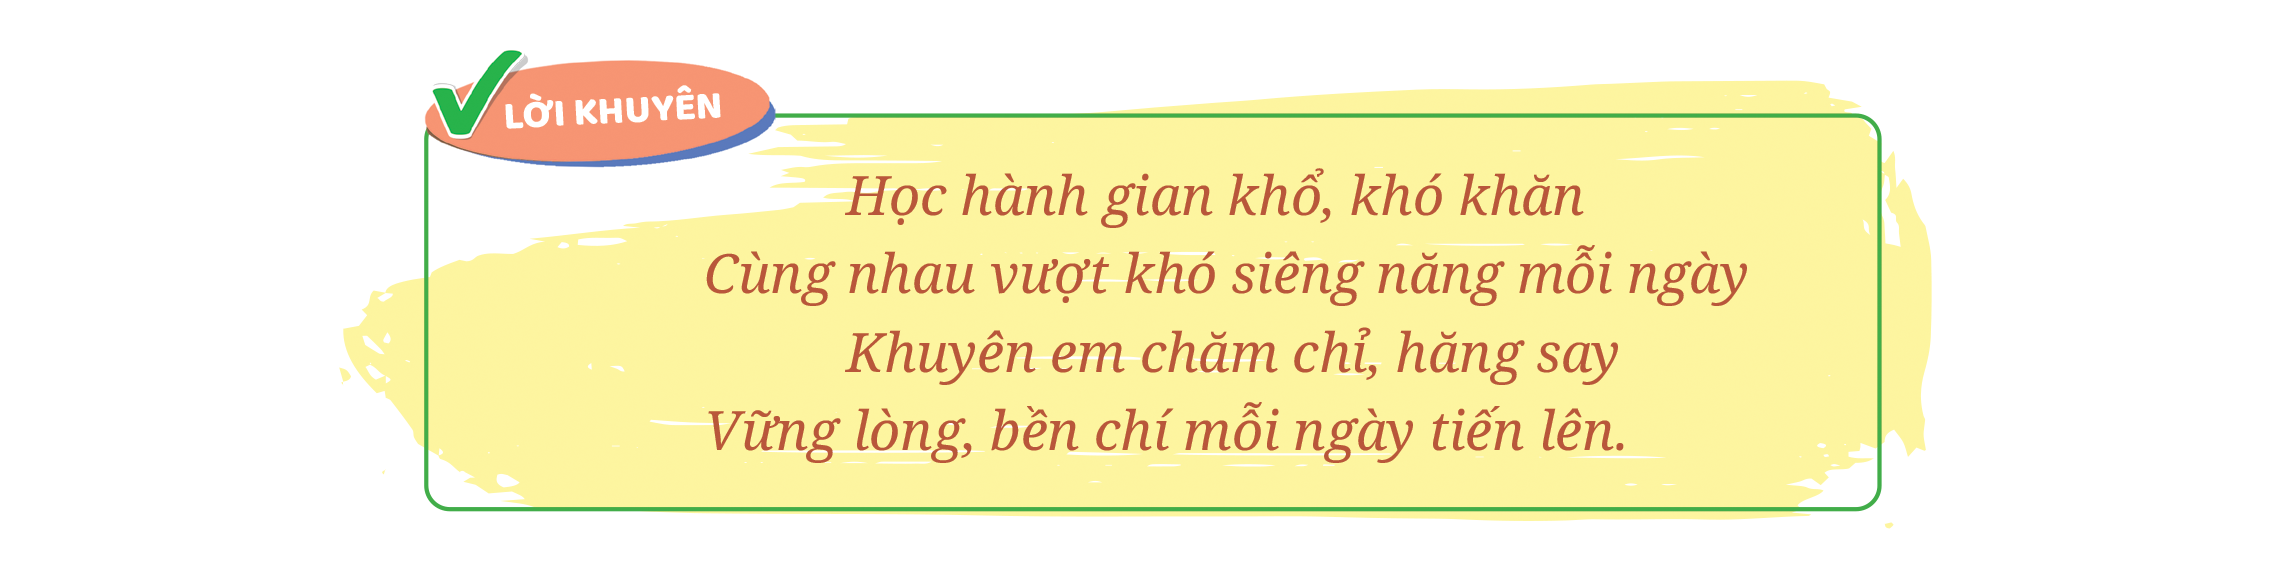 LỜI KHUYÊN
Học hành gian khổ, khó khăn
Cùng nhau vượt khó siêng năng mỗi ngày
Khuyên em chăm chỉ, hăng say
Vững lòng, bền chí mỗi ngày tiến lên.